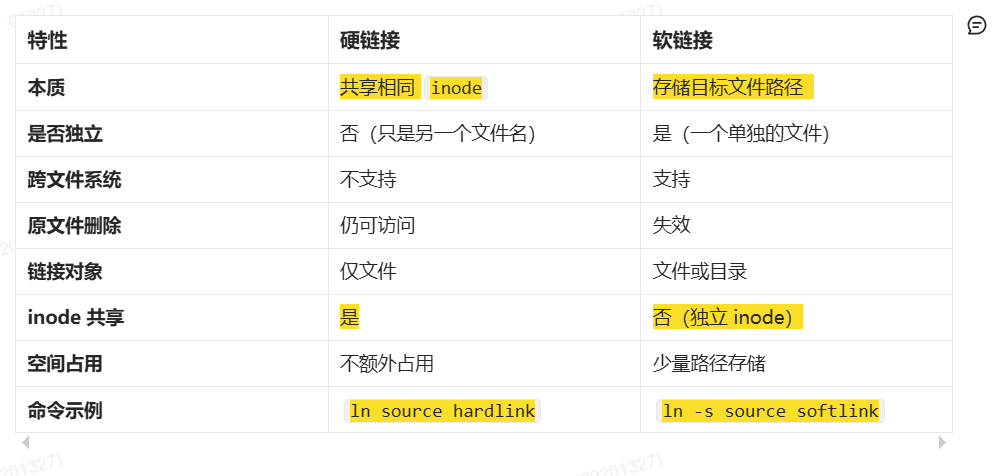 特性 硬链接 软链接
本质 共享相同 inode 存储目标文件路径
是否独立 否（只是另一个文件名） 是（一个单独的文件）
跨文件系统 不支持 支持
原文件删除 仍可访问 失效
链接对象 仅文件 文件或目录
inode 共享 是 否（独立 inode）
空间占用 不额外占用 少量路径存储
命令示例 ln source hardlink ln -s source softlink